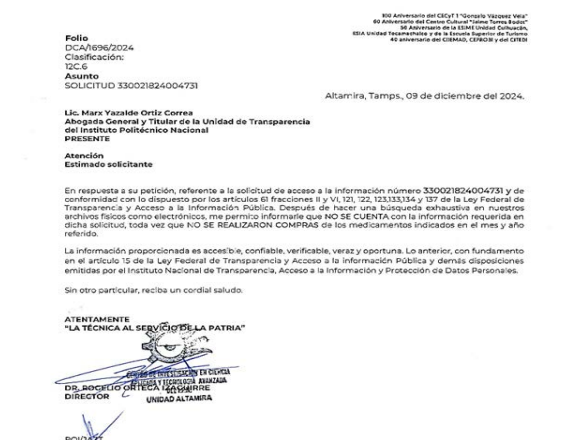 80 Aniversario del CECyT 1 "Gonzalo Vázquez Vela"
60 Aniversario del Centro Cultural "Jaime Torres Bodet"
50 Aniversario de la ESIME Unidad Culhuacán,
ESIA Unidad Tecamachalco y de la Escuela Superior de Turismo
40 aniversario del CIEMAD, CEPROBI y del CITEDI
Folio
DCA/1696/2024
Clasificación:
12C.6
Asunto
SOLICITUD 330021824004731
Altamira, Tamps., 09 de diciembre del 2024.
Lic. Marx Yazalde Ortiz Correa
Abogada General y Titular de la Unidad de Transparencia
del Instituto Politécnico Nacional
PRESENTE
Atención
Estimado solicitante
En respuesta a su petición, referente a la solicitud de acceso a la información número 330021824004731 y de
conformidad con lo dispuesto por los artículos 61 fracciones II y VI, 121, 122, 123,133,134 y 137 de la Ley Federal de
Transparencia y Acceso a la Información Pública. Después de hacer una búsqueda exhaustiva en nuestros
archivos físicos como electrónicos, me permito informarle que NO SE CUENTA con la información requerida en
dicha solicitud, toda vez que NO SE REALIZARON COMPRAS de los medicamentos indicados en el mes y año
referido.
La información proporcionada es accesible, confiable, verificable, veraz y oportuna. Lo anterior, con fundamento
en el artículo 15 de la Ley Federal de Transparencia y Acceso a la información Pública y demás disposiciones
emitidas por el Instituto Nacional de Transparencia, Acceso a la Información y Protección de Datos Personales.
Sin otro particular, reciba un cordial saludo.
ATENTAMENTE
"LA TÉCNICA AL SERVICIO DE LA PATRIA"
CENTRO DE INVESTIGACIÓN EN CIENCIA
APLICADA Y TECNOLOGÍA AVANZADA
DEL I.P.N.
UNIDAD ALTAMIRA
DR. ROGELIO ORTEGA IZAGUIRRE
DIRECTOR